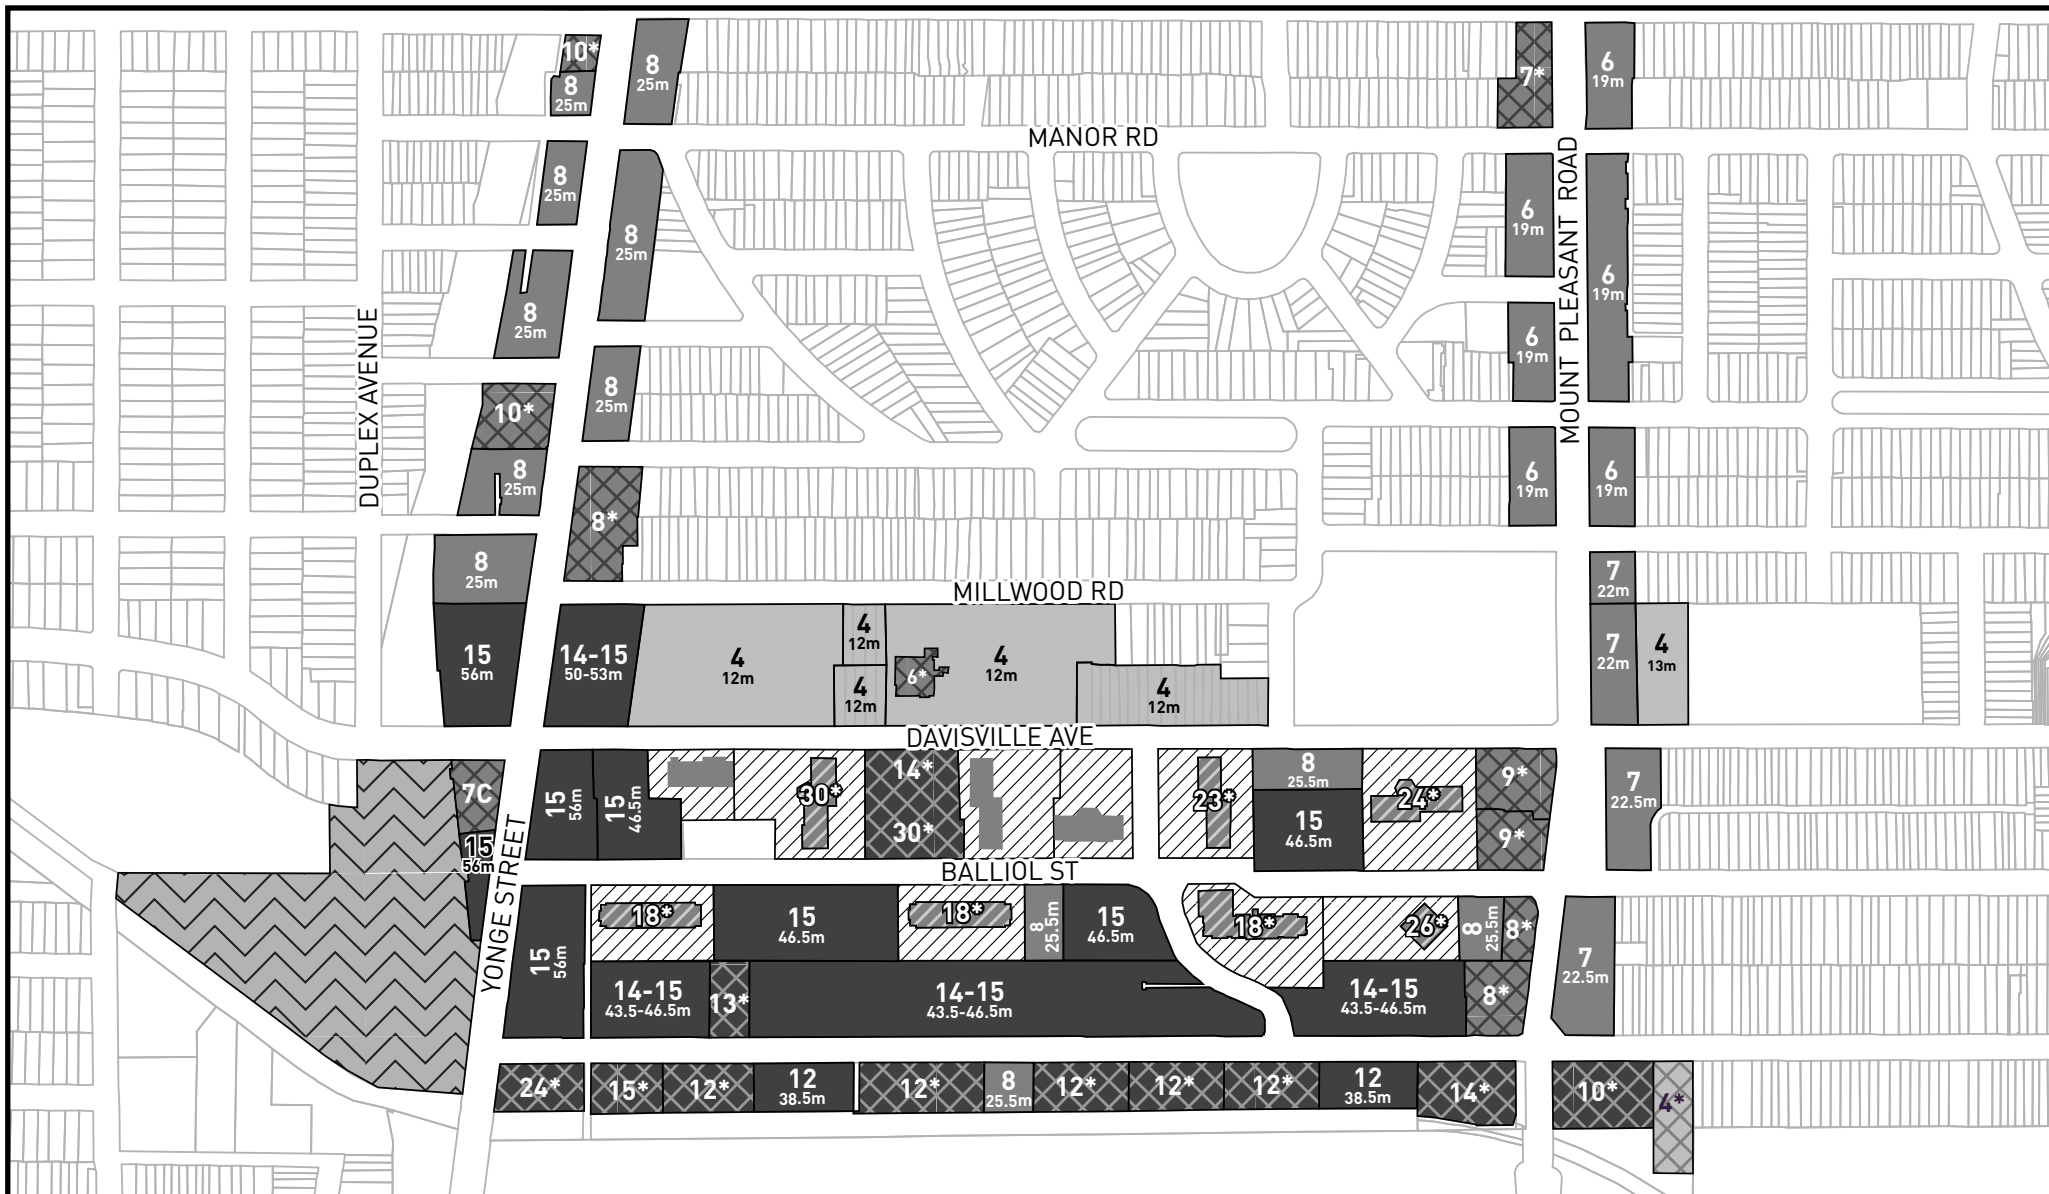 10*
8
25m
8
25m
7*
6
19m
MANOR RD
8
25m
8
25m
6
19m
MOUNT PLEASANT ROAD
6
19m
8
25m
6
19m
DUPLEX AVENUE
8
25m
10*
8
25m
6
19m
6
19m
8*
8
25m
MILLWOOD RD
7
22m
15
56m
14-15
50-53m
4
12m
4
12m
4
12m
6*
4
12m
4
12m
7
22m
4
13m
DAVISVILLE AVE
7C
15
56m
15
56m
15
46.5m
30*
14*
30*
23*
8
25.5m
15
46.5m
24*
9*
9*
7
22.5m
YONGE STREET
BALLIOL ST
15
56m
18*
15
46.5m
18*
8
25.5m
15
46.5m
18*
26*
8
25.5m
8*
7
22.5m
14-15
43.5-46.5m
13*
14-15
43.5-46.5m
14-15
43.5-46.5m
8*
24*
15*
12*
12
38.5m
12*
8
25.5m
12*
12*
12*
12
38.5m
14*
10*
4*